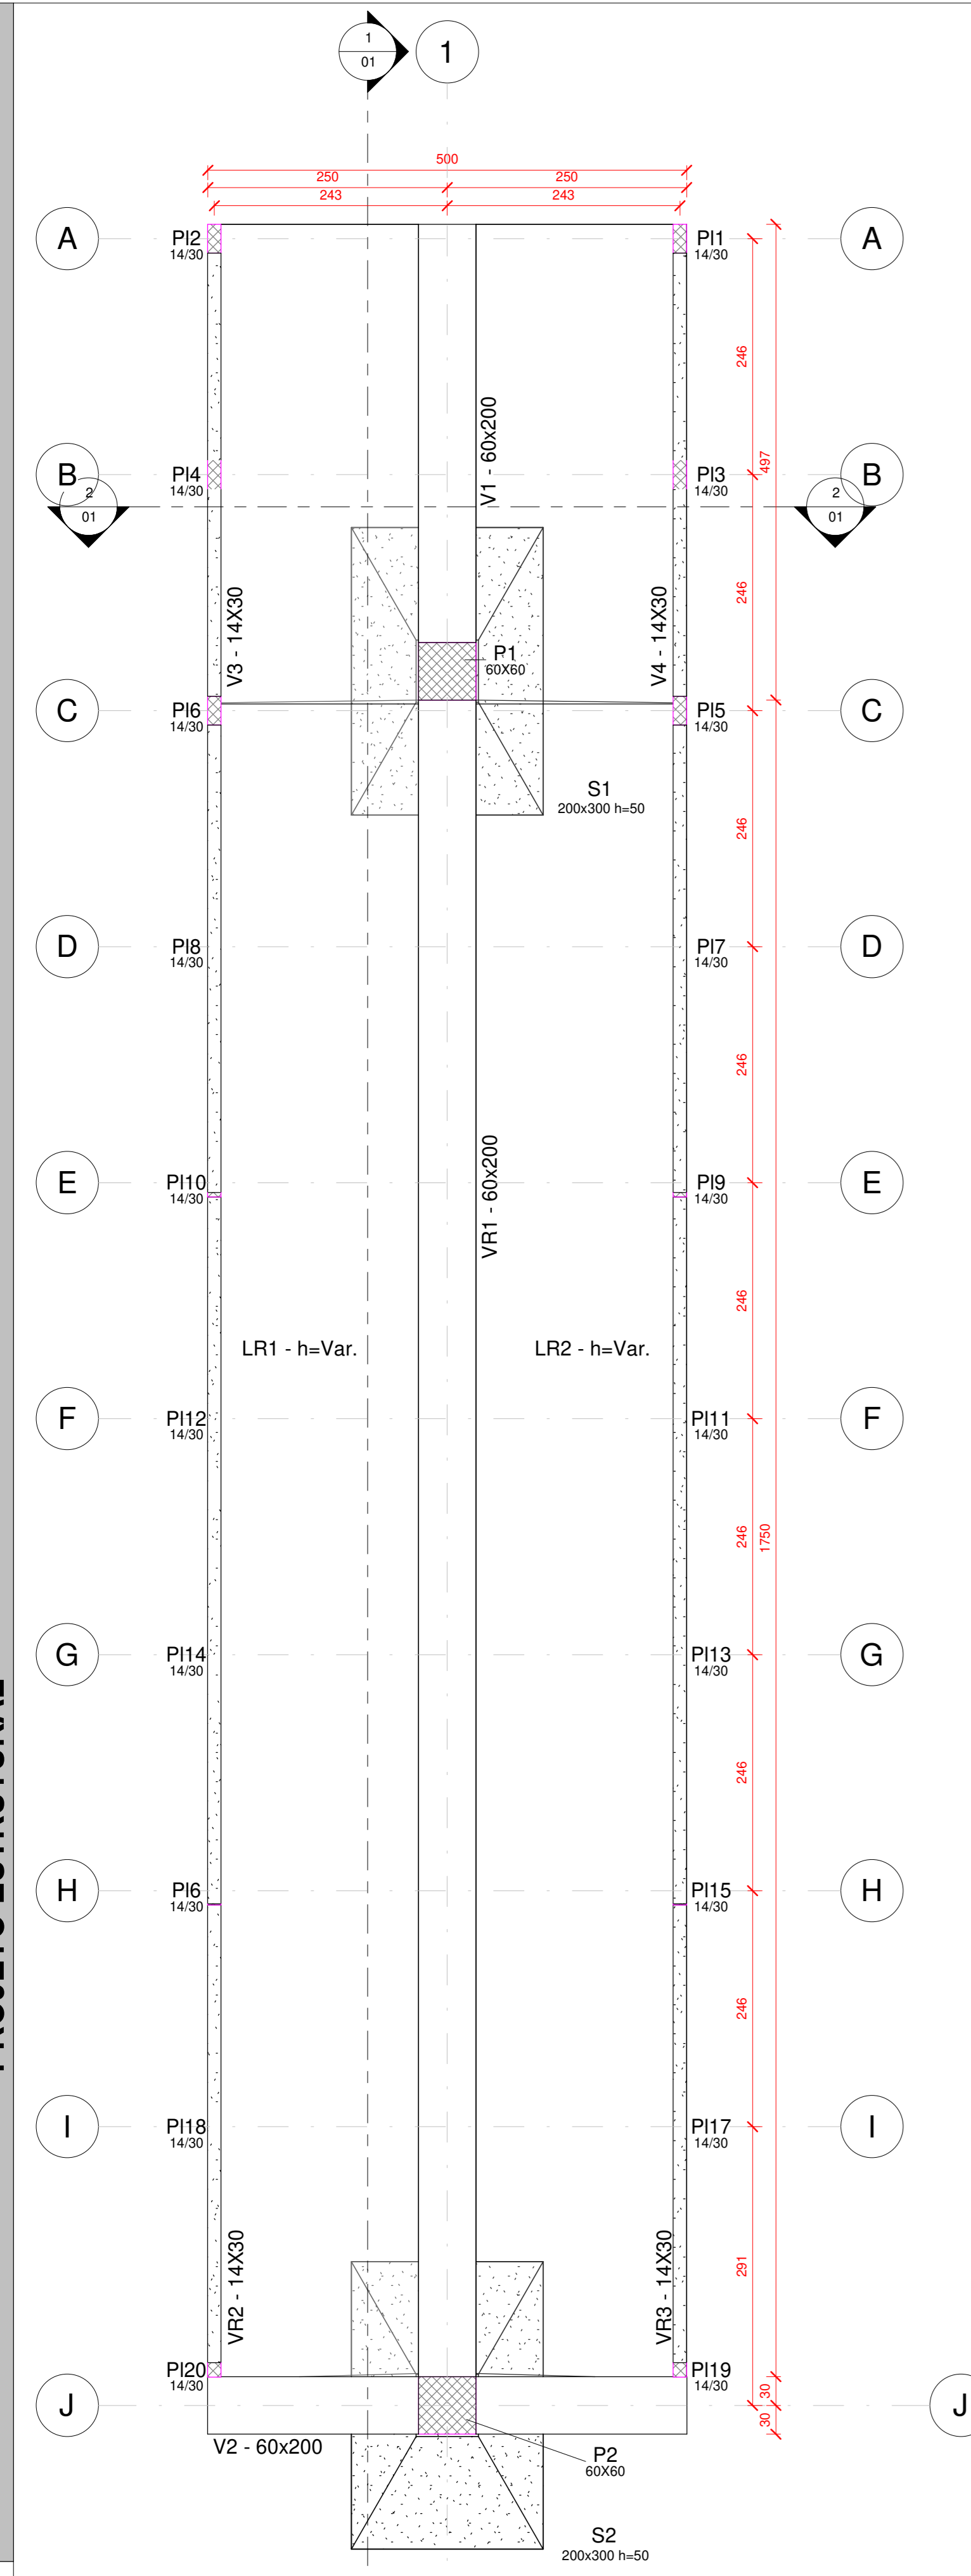 1
01
1
500
250 250
243 243
A PI2 PI1 A
14/30 14/30
246
V1 - 60x200
497
B PI4 PI3 B
14/30 14/30
2 2
01 01
246
V3 - 14X30 V4 - 14X30
P1
60X60
C PI6 PI5 C
14/30 14/30
S1
200x300 h=50
246
D PI8 PI7 D
14/30 14/30
246
VR1 - 60x200
E PI10 PI9 E
14/30 14/30
246
LR1 - h=Var. LR2 - h=Var.
F PI12 PI11 F
14/30 14/30
246
1750
G PI14 PI13 G
14/30 14/30
246
H PI6 PI15 H
14/30 14/30
246
I PI18 PI17 I
14/30 14/30
291
VR2 - 14X30 VR3 - 14X30
PI20 PI19
14/30 14/30
30
J J
30
V2 - 60x200
P2
60X60
S2
200x300 h=50